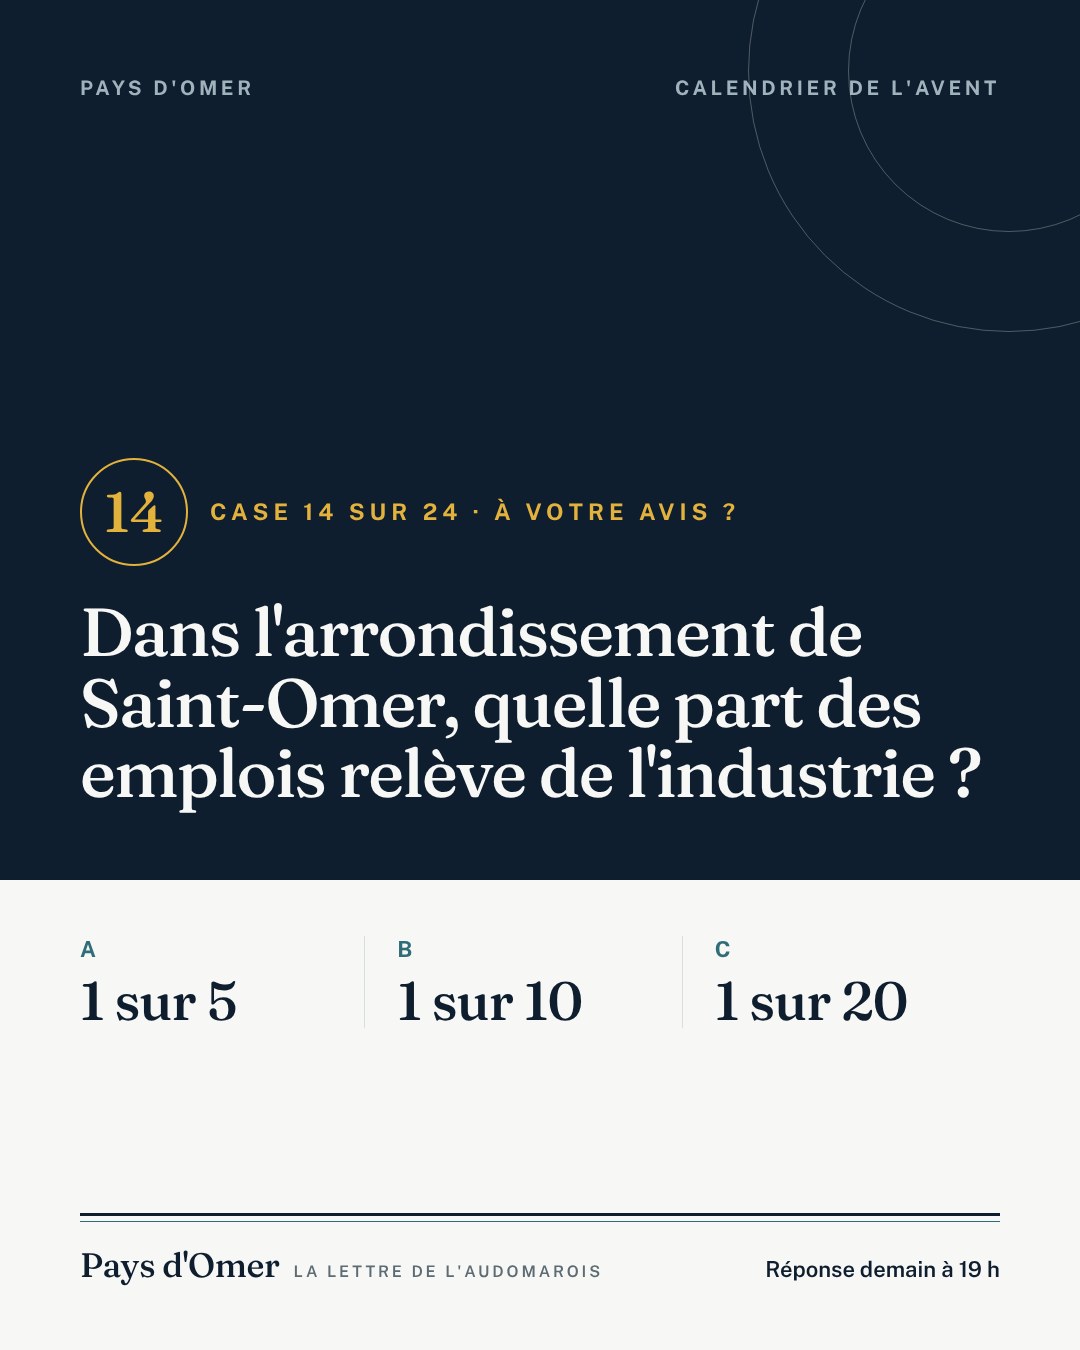 PAYS D'OMER
CALENDRIER DE L'AVENT
14
CASE 14 SUR 24 · À VOTRE AVIS ?
Dans l'arrondissement de
Saint-Omer, quelle part des
emplois relève de l'industrie ?
A
1 sur 5
B
1 sur 10
C
1 sur 20
Pays d'Omer LA LETTRE DE L'AUDOMAROIS
Réponse demain à 19 h